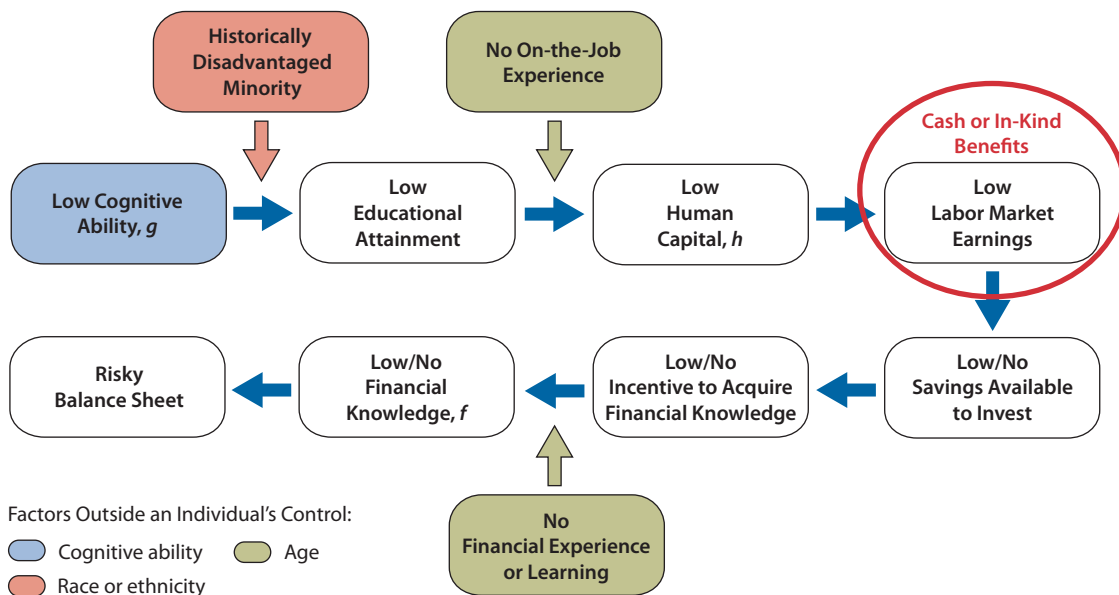 Historically
Disadvantaged
Minority
No On-the-Job
Experience
Cash or In-Kind
Benefits
Low Cognitive
Ability, g
Low
Educational
Attainment
Low
Human
Capital, h
Low
Labor Market
Earnings
Risky
Balance Sheet
Low/No
Financial
Knowledge, f
Low/No
Incentive to Acquire
Financial Knowledge
Low/No
Savings Available
to Invest
No
Financial Experience
or Learning
Factors Outside an Individual's Control:
Cognitive ability
Age
Race or ethnicity